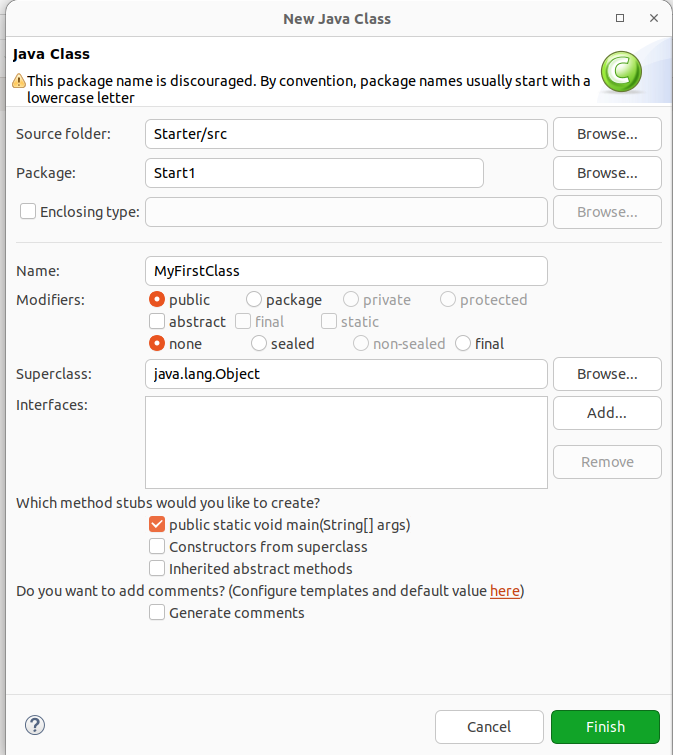 New Java Class
Java Class
This package name is discouraged. By convention, package names usually start with a
lowercase letter
Source folder: Starter/src Browse...
Package: Start1 Browse...
Enclosing type: Browse...
Name: MyFirstClass
Modifiers: public package private protected
abstract final static
none sealed non-sealed final
Superclass: java.lang.Object Browse...
Interfaces: Add...
Remove
Which method stubs would you like to create?
public static void main(String[] args)
Constructors from superclass
Inherited abstract methods
Do you want to add comments? (Configure templates and default value here)
Generate comments
? Cancel Finish